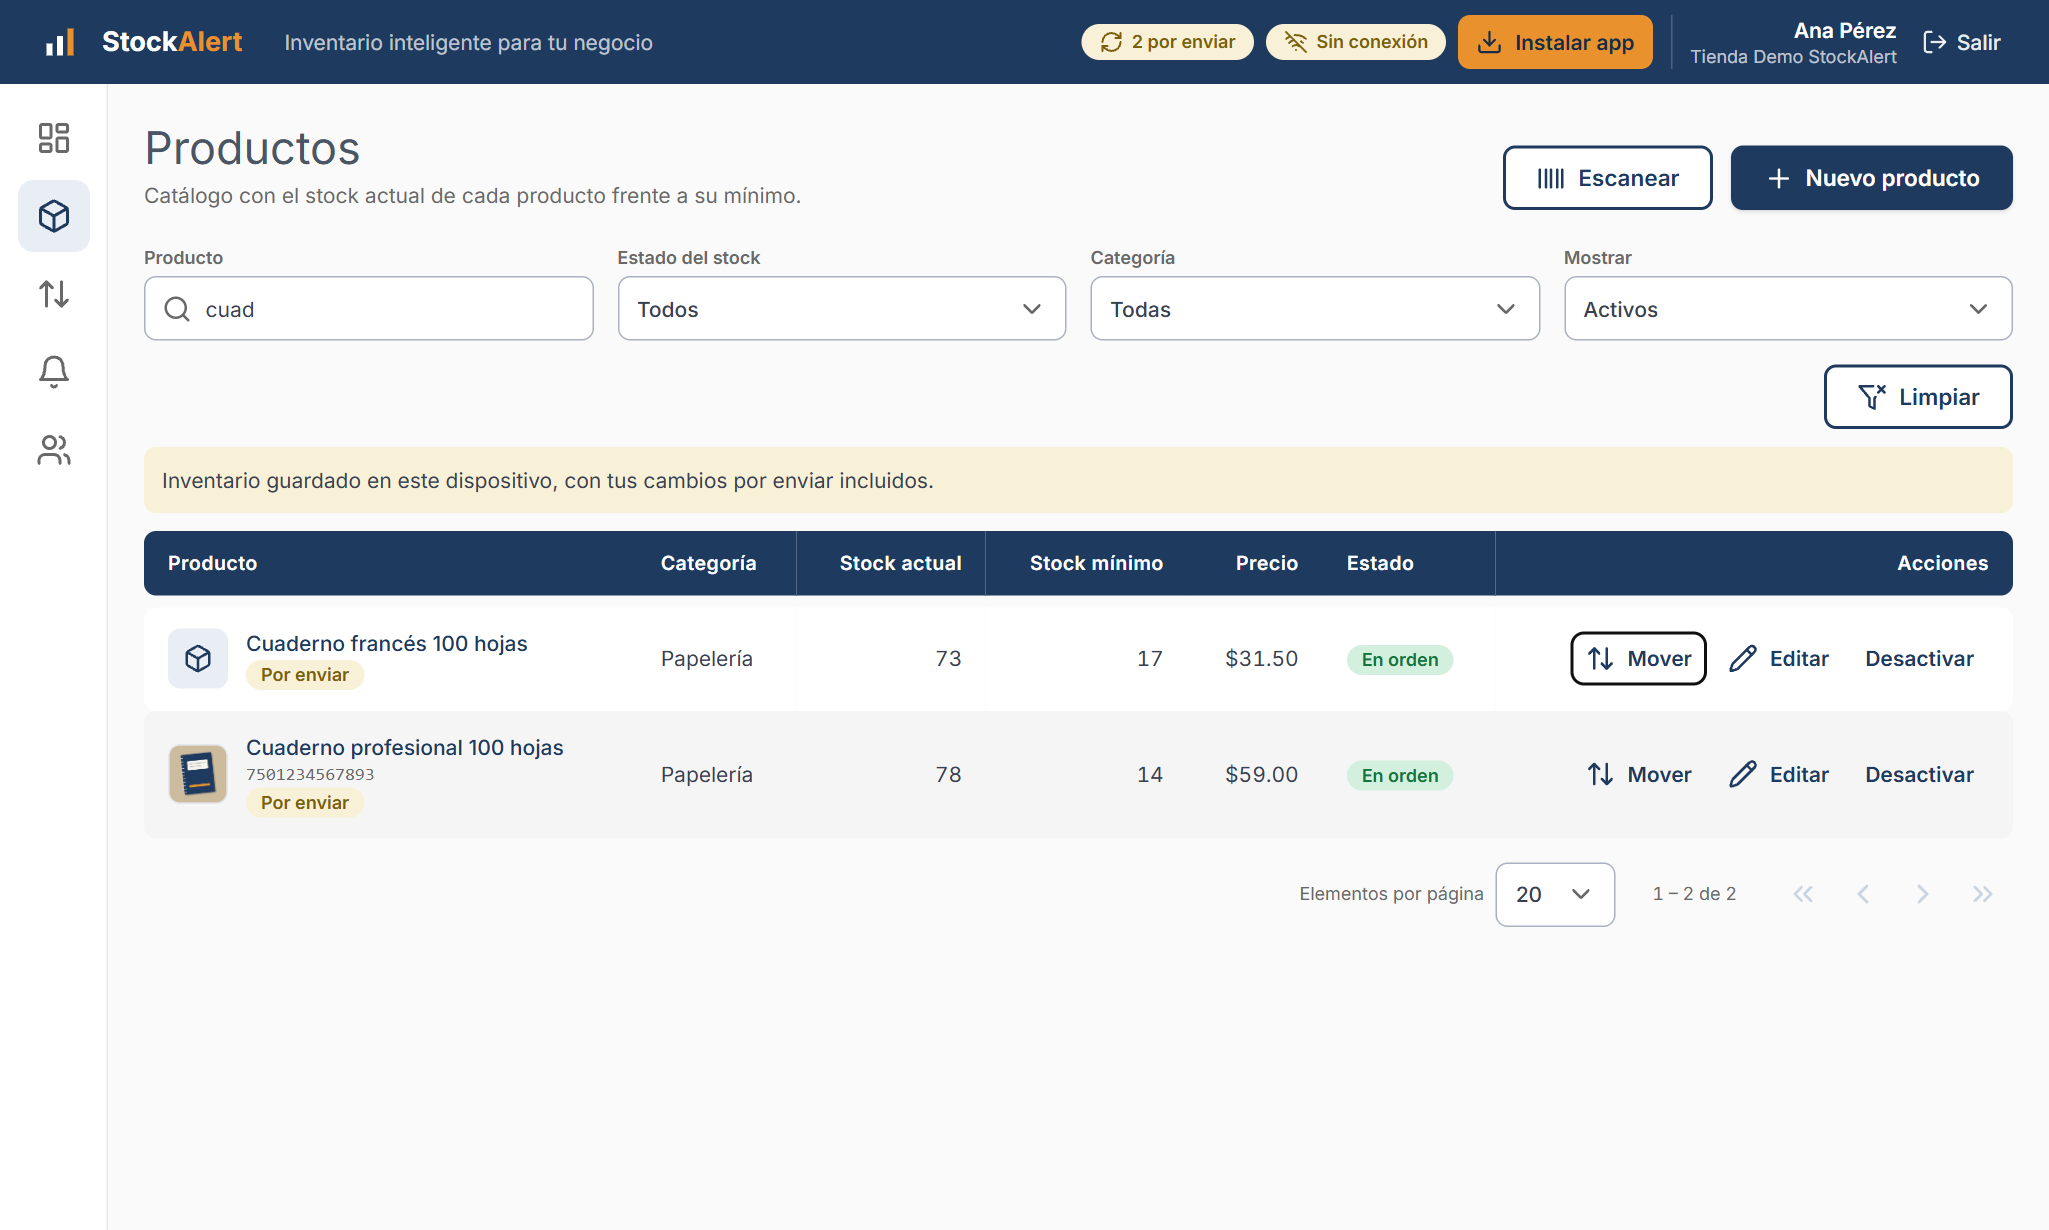 StockAlert
Inventario inteligente para tu negocio
2 por enviar
Sin conexión
Instalar app
Ana Pérez
Tienda Demo StockAlert
Salir
Productos
Catálogo con el stock actual de cada producto frente a su mínimo.
Escanear
Nuevo producto
Producto
Estado del stock
Categoría
Mostrar
cuad
Todos
Todas
Activos
Limpiar
Inventario guardado en este dispositivo, con tus cambios por enviar incluidos.
Producto Categoría Stock actual Stock mínimo Precio Estado Acciones
Cuaderno francés 100 hojas
Por enviar
Papelería 73 17 $31.50 En orden Mover Editar Desactivar
Cuaderno profesional 100 hojas
7501234567893
Por enviar
Papelería 78 14 $59.00 En orden Mover Editar Desactivar
Elementos por página 20 1 – 2 de 2